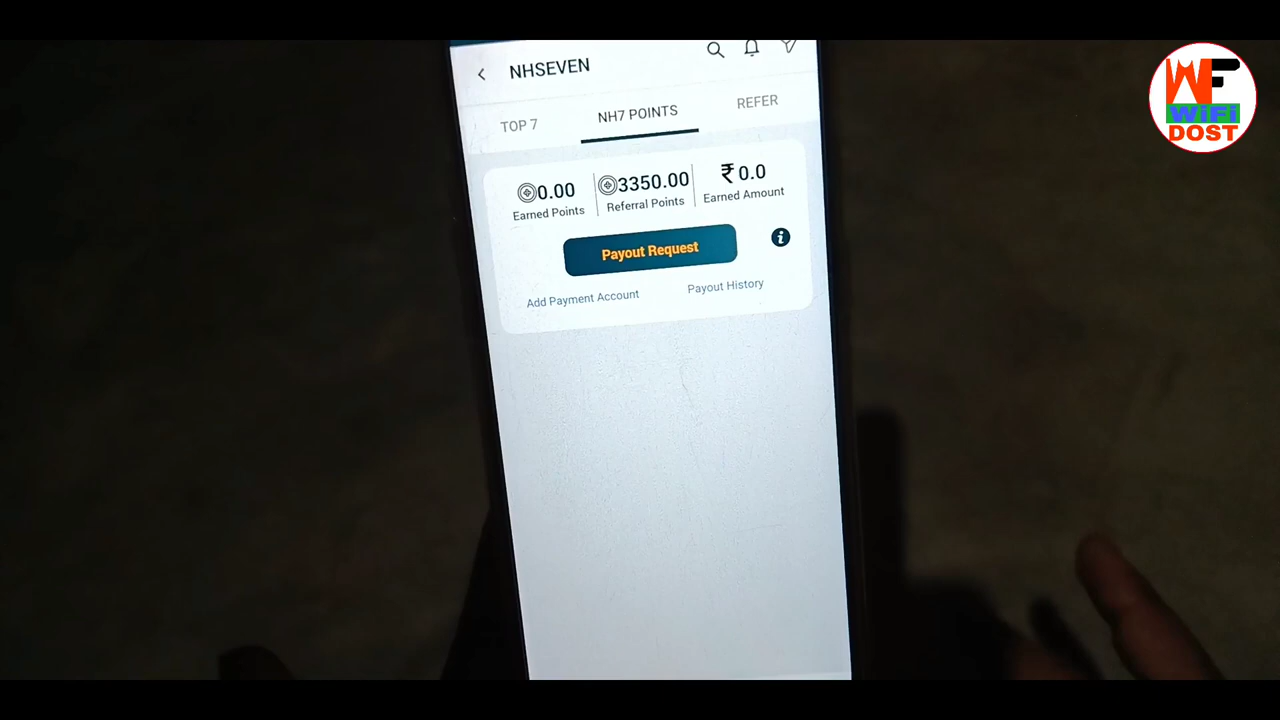 NHSEVEN
TOP 7
NH7 POINTS
REFER
0.00
3350.00
₹0.0
Earned Points
Referral Points
Earned Amount
Payout Request
Add Payment Account
Payout History
WF
WiFi
DOST